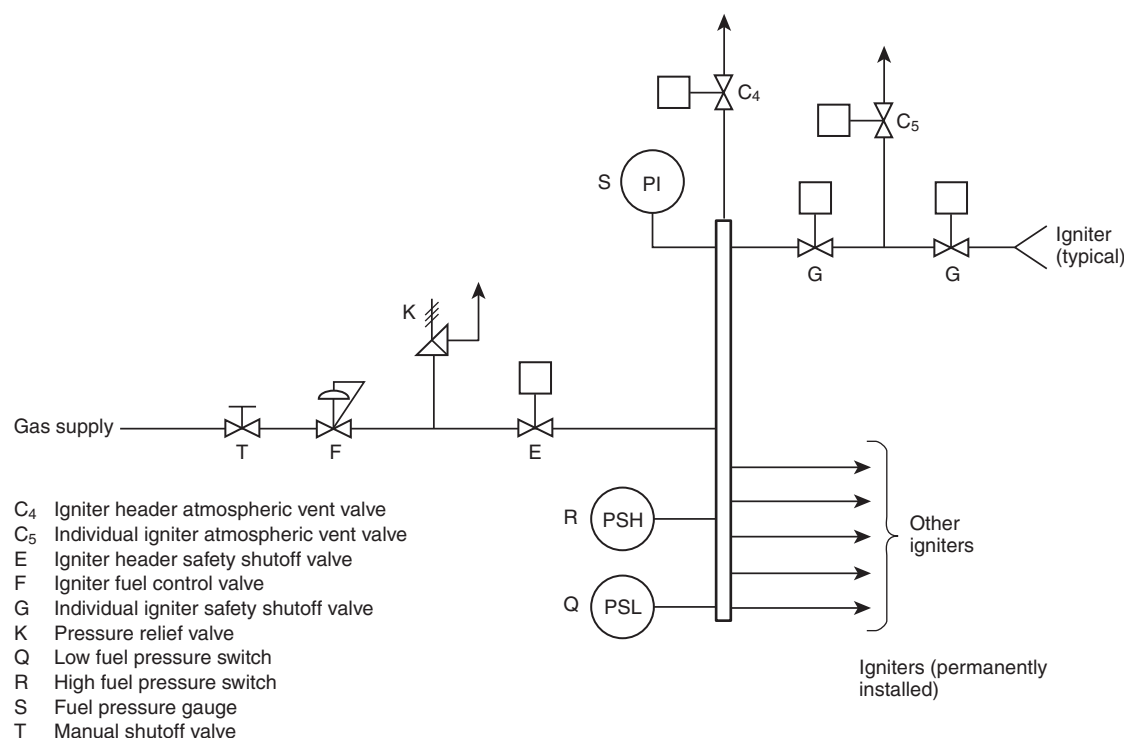 C4
C5
S
PI
G
G
Igniter
(typical)
K
Gas supply
T
F
E
R
PSH
Q
PSL
Other
igniters
Igniters (permanently
installed)
C4 Igniter header atmospheric vent valve
C5 Individual igniter atmospheric vent valve
E Igniter header safety shutoff valve
F Igniter fuel control valve
G Individual igniter safety shutoff valve
K Pressure relief valve
Q Low fuel pressure switch
R High fuel pressure switch
S Fuel pressure gauge
T Manual shutoff valve